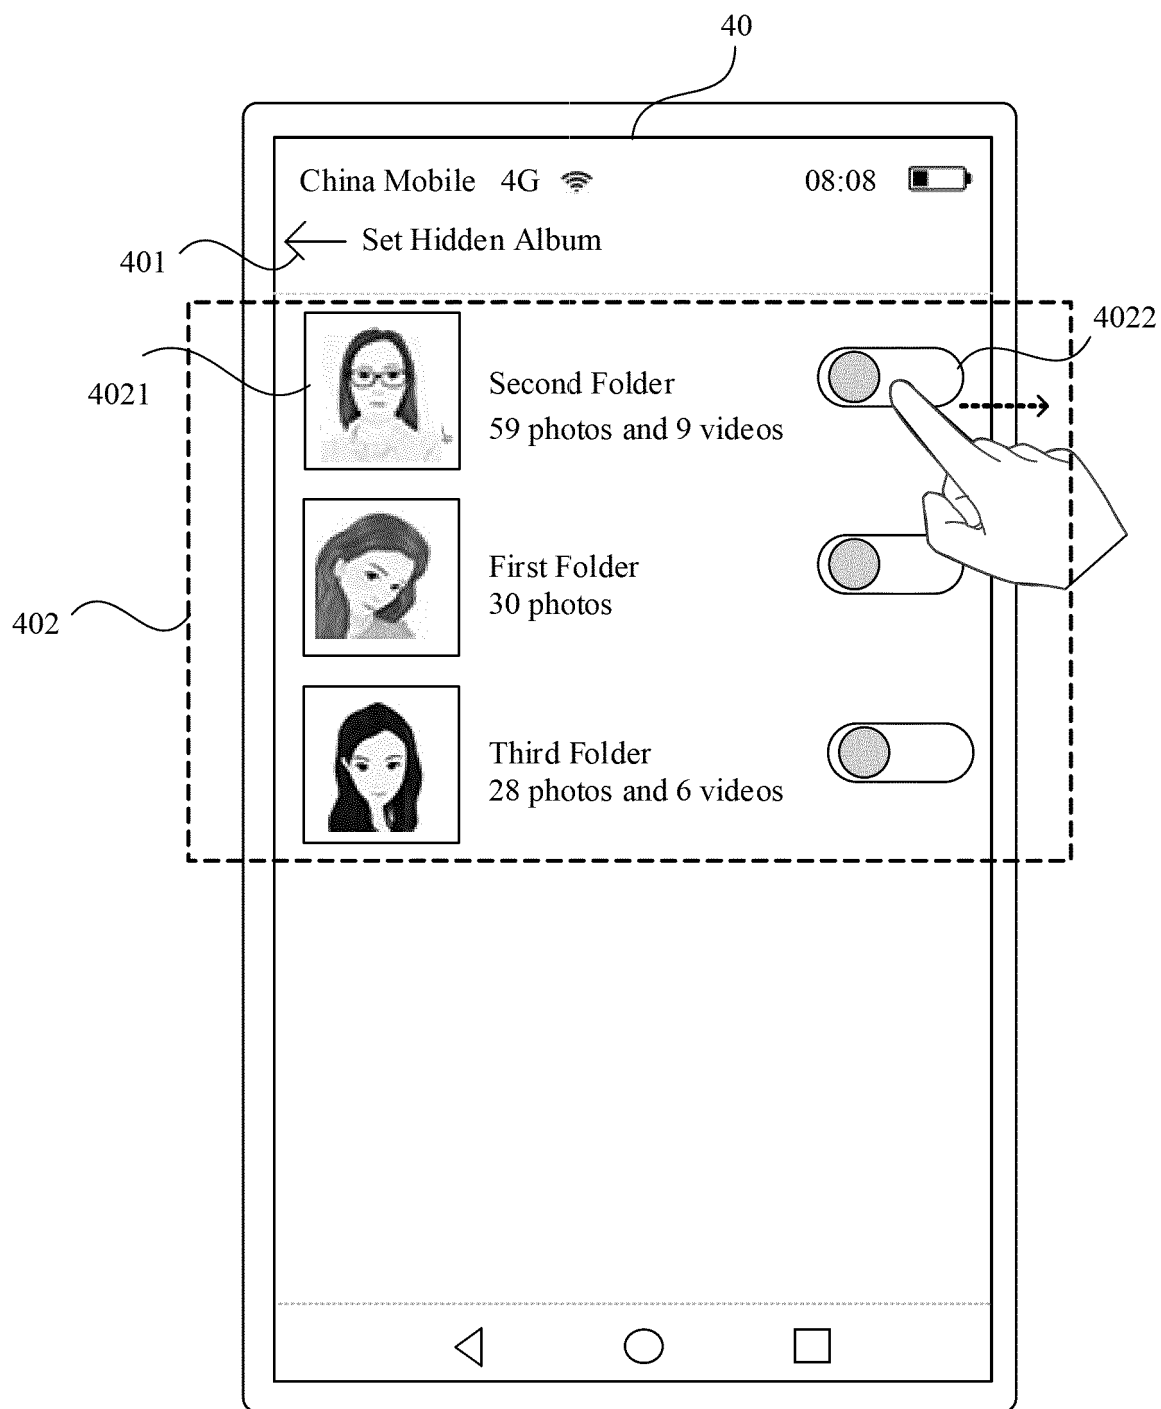 40
China Mobile 4G 08:08
Set Hidden Album
401
4022
4021
Second Folder
59 photos and 9 videos
First Folder
30 photos
402
Third Folder
28 photos and 6 videos